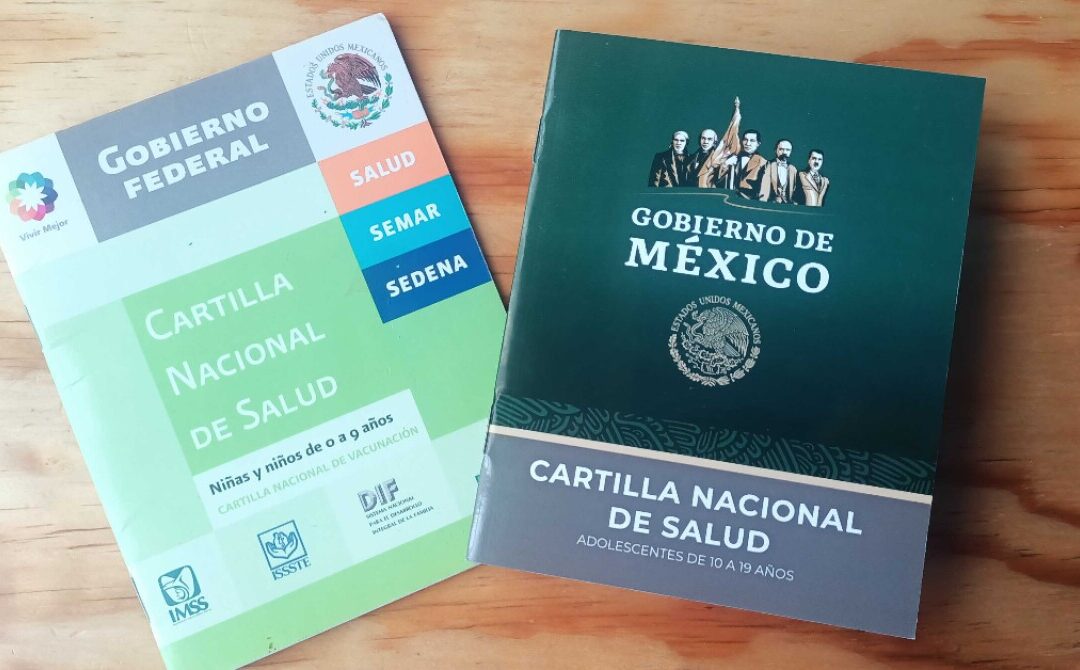 Vivir Mejor
GOBIERNO
FEDERAL
ESTADOS UNIDOS MEXICANOS
SALUD
SEMAR
SEDENA
CARTILLA
NACIONAL
DE SALUD
Niñas y niños de 0 a 9 años
CARTILLA NACIONAL DE VACUNACIÓN
IMSS
ISSSTE
DIF
SISTEMA NACIONAL
PARA EL DESARROLLO
INTEGRAL DE LA FAMILIA
GOBIERNO DE
MÉXICO
ESTADOS UNIDOS MEXICANOS
CARTILLA NACIONAL
DE SALUD
ADOLESCENTES DE 10 A 19 AÑOS